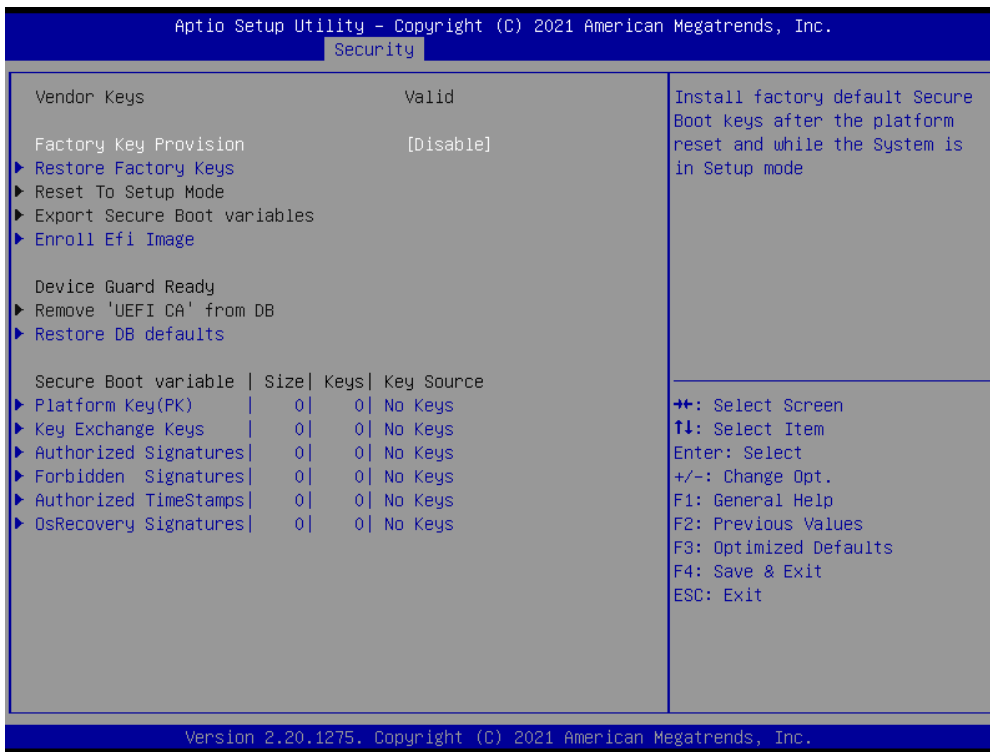 Aptio Setup Utility – Copyright (C) 2021 American Megatrends, Inc.
Security
Vendor Keys Valid
Factory Key Provision [Disable]
Restore Factory Keys
Reset To Setup Mode
Export Secure Boot variables
Enroll Efi Image
Device Guard Ready
Remove 'UEFI CA' from DB
Restore DB defaults
Secure Boot variable | Size| Keys| Key Source
Platform Key(PK) | 0| 0| No Keys
Key Exchange Keys | 0| 0| No Keys
Authorized Signatures| 0| 0| No Keys
Forbidden Signatures| 0| 0| No Keys
Authorized TimeStamps| 0| 0| No Keys
OsRecovery Signatures| 0| 0| No Keys
Install factory default Secure
Boot keys after the platform
reset and while the System is
in Setup mode
→←: Select Screen
↑↓: Select Item
Enter: Select
+/-: Change Opt.
F1: General Help
F2: Previous Values
F3: Optimized Defaults
F4: Save & Exit
ESC: Exit
Version 2.20.1275. Copyright (C) 2021 American Megatrends, Inc.